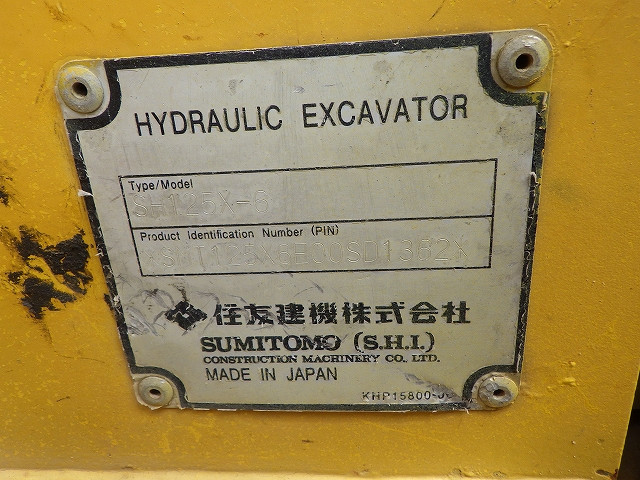 HYDRAULIC EXCAVATOR
Type/Model
SH125X-6
Product Identification Number (PIN)
住友建機株式会社
SUMITOMO (S.H.I.)
CONSTRUCTION MACHINERY CO., LTD.
MADE IN JAPAN